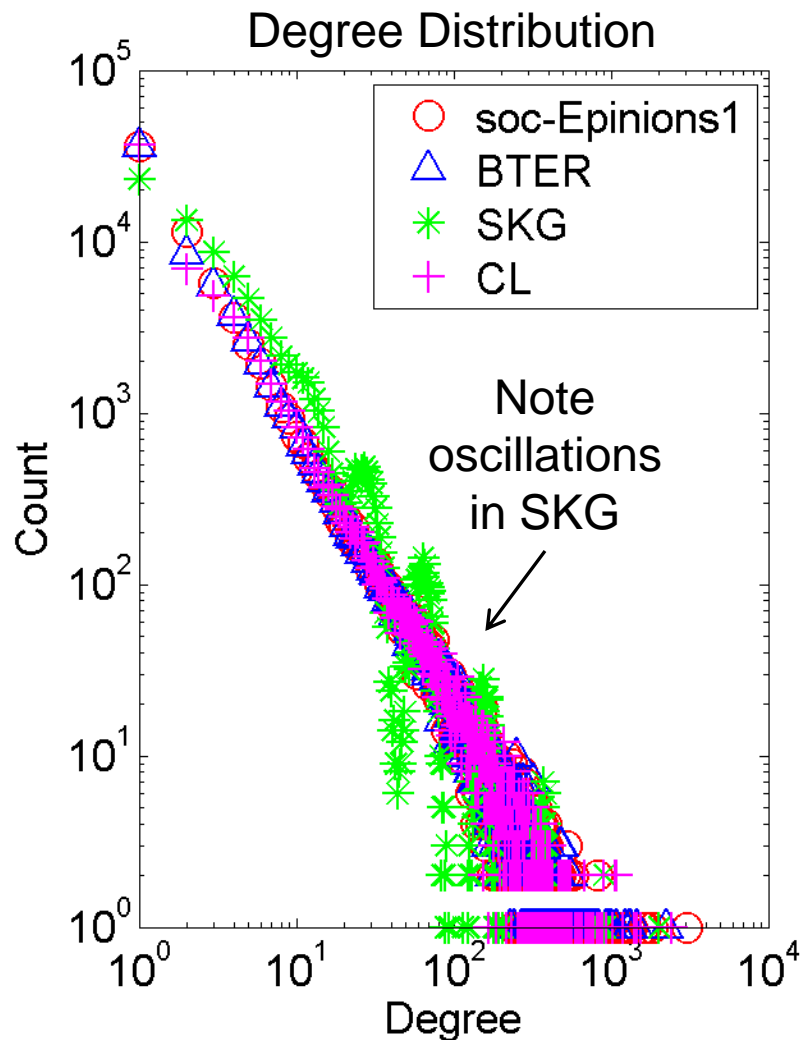 Degree Distribution
10^5
10^4
10^3
10^2
10^1
10^0
Count
soc-Epinions1
BTER
SKG
CL
Note
oscillations
in SKG
10^0
10^1
10^2
10^3
10^4
Degree